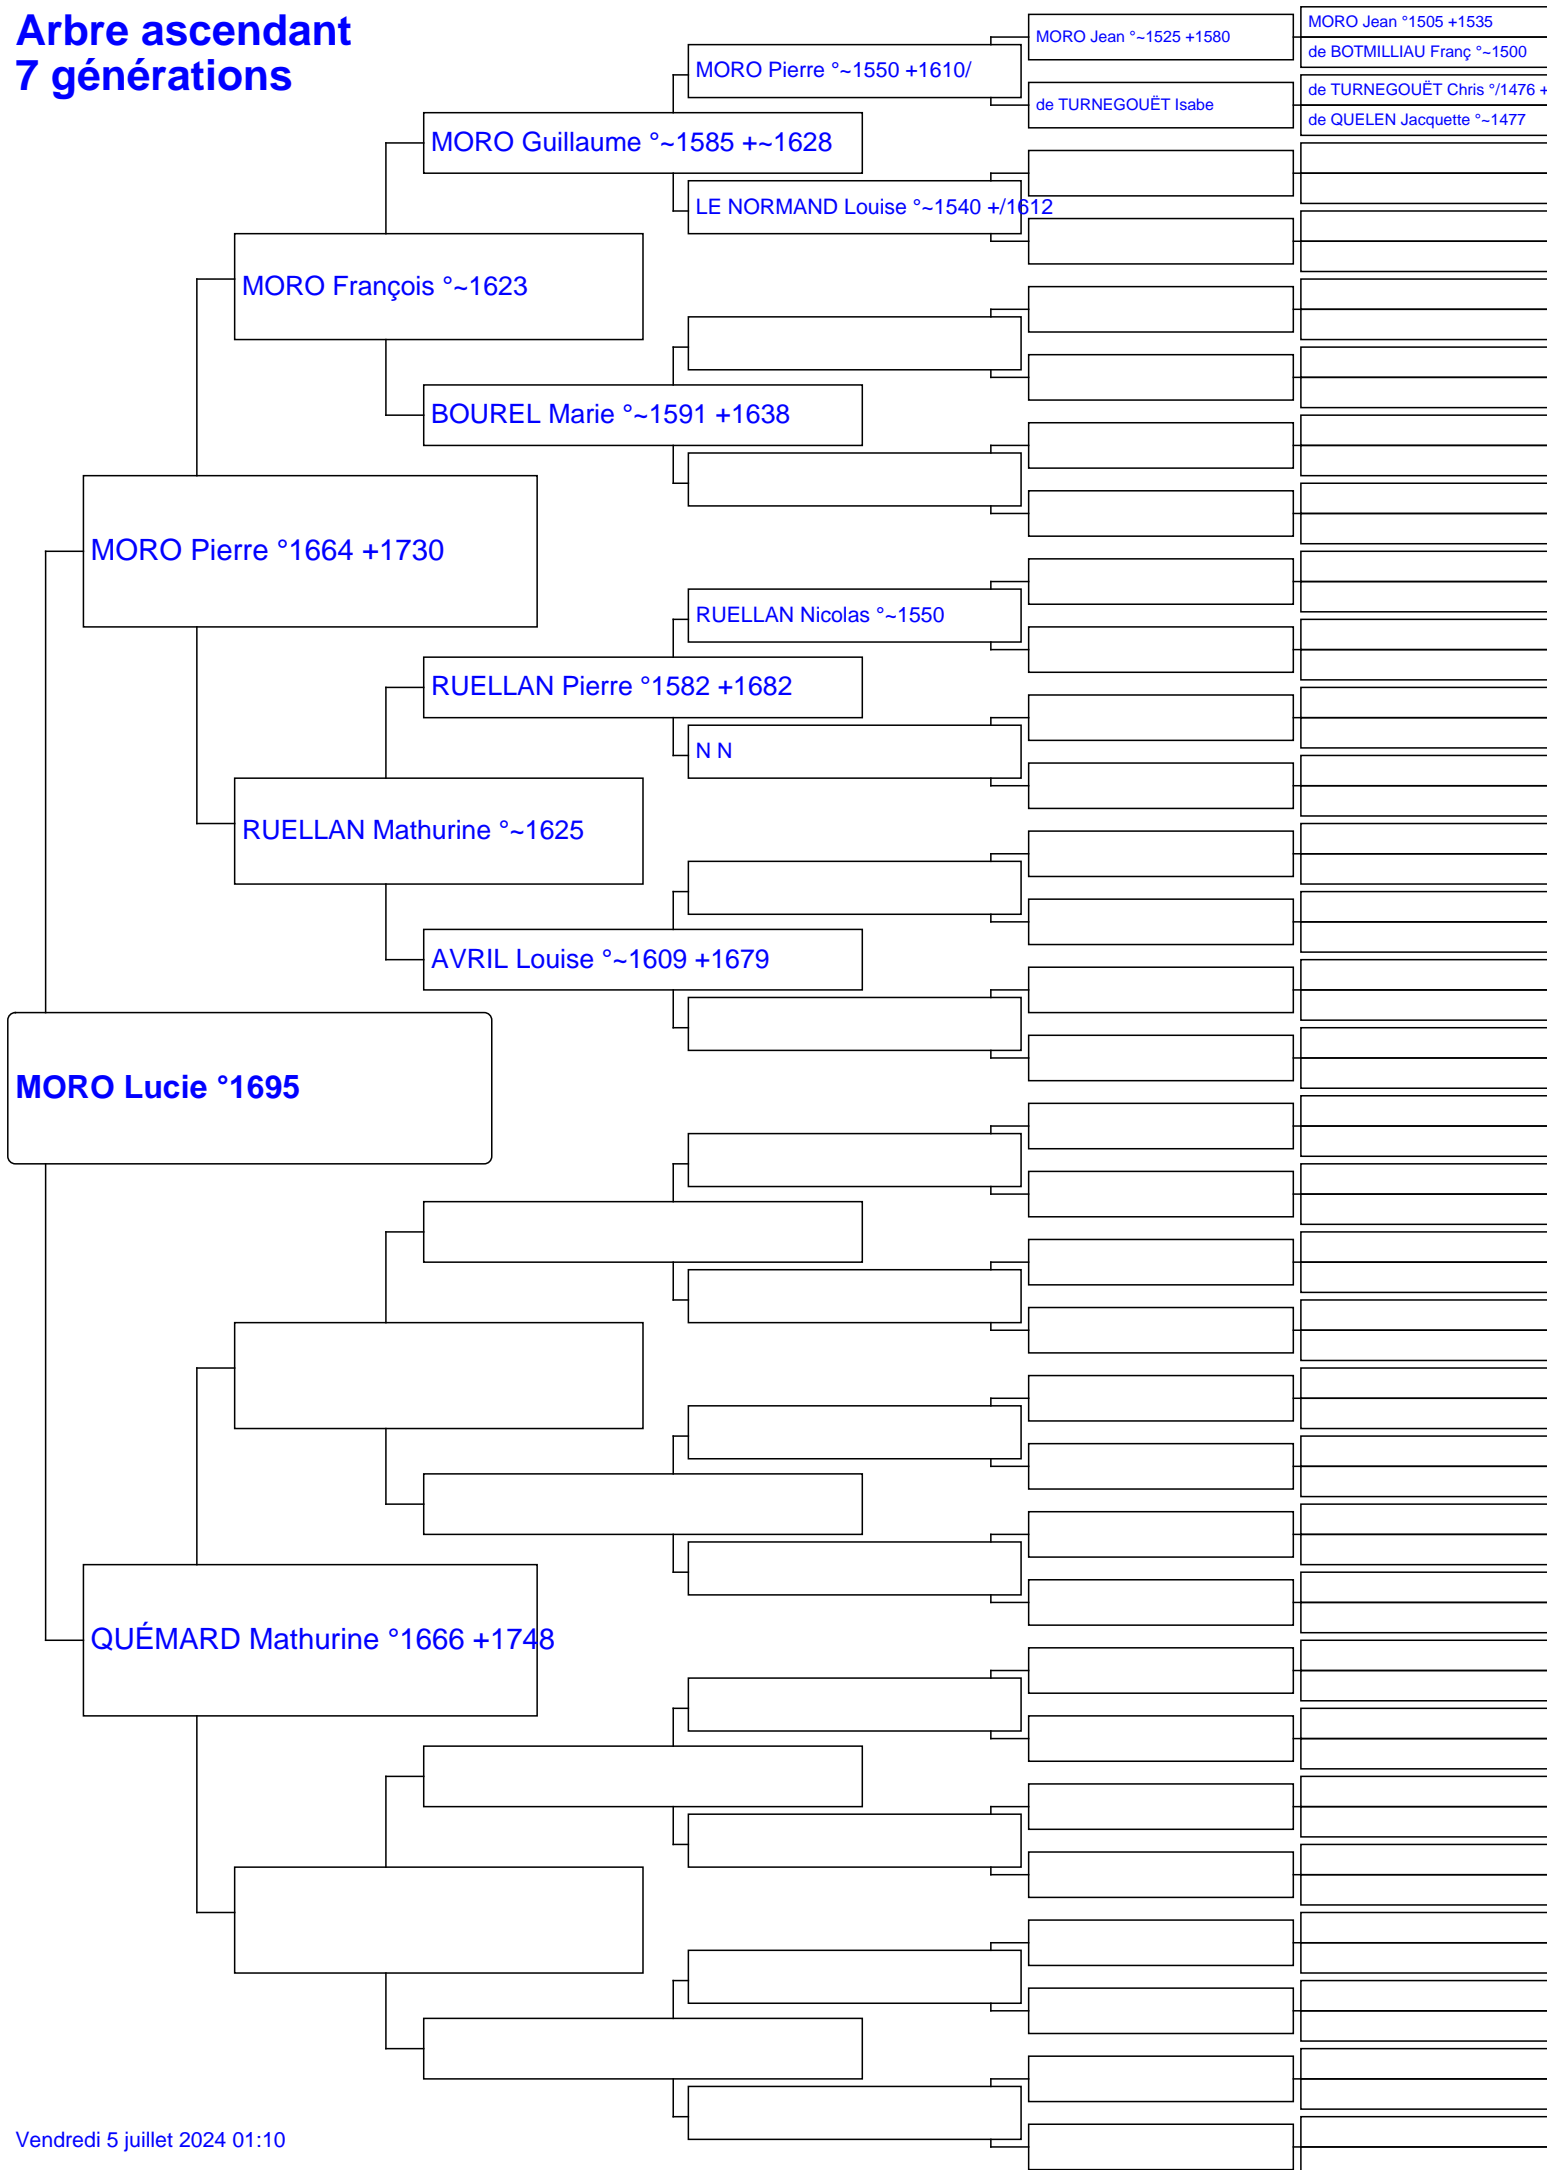 Arbre ascendant
7 générations
MORO Jean °1505 +1535
MORO Jean °~1525 +1580
de BOTMILLIAU Franç °~1500
MORO Pierre °~1550 +1610/
de TURNEGOUËT Chris °/1476 +
de TURNEGOUËT Isabe
de QUELEN Jacquette °~1477
MORO Guillaume °~1585 +~1628
LE NORMAND Louise °~1540 +/1612
MORO François °~1623
BOUREL Marie °~1591 +1638
MORO Pierre °1664 +1730
RUELLAN Nicolas °~1550
RUELLAN Pierre °1582 +1682
N N
RUELLAN Mathurine °~1625
AVRIL Louise °~1609 +1679
MORO Lucie °1695
QUÉMARD Mathurine °1666 +1748
Vendredi 5 juillet 2024 01:10